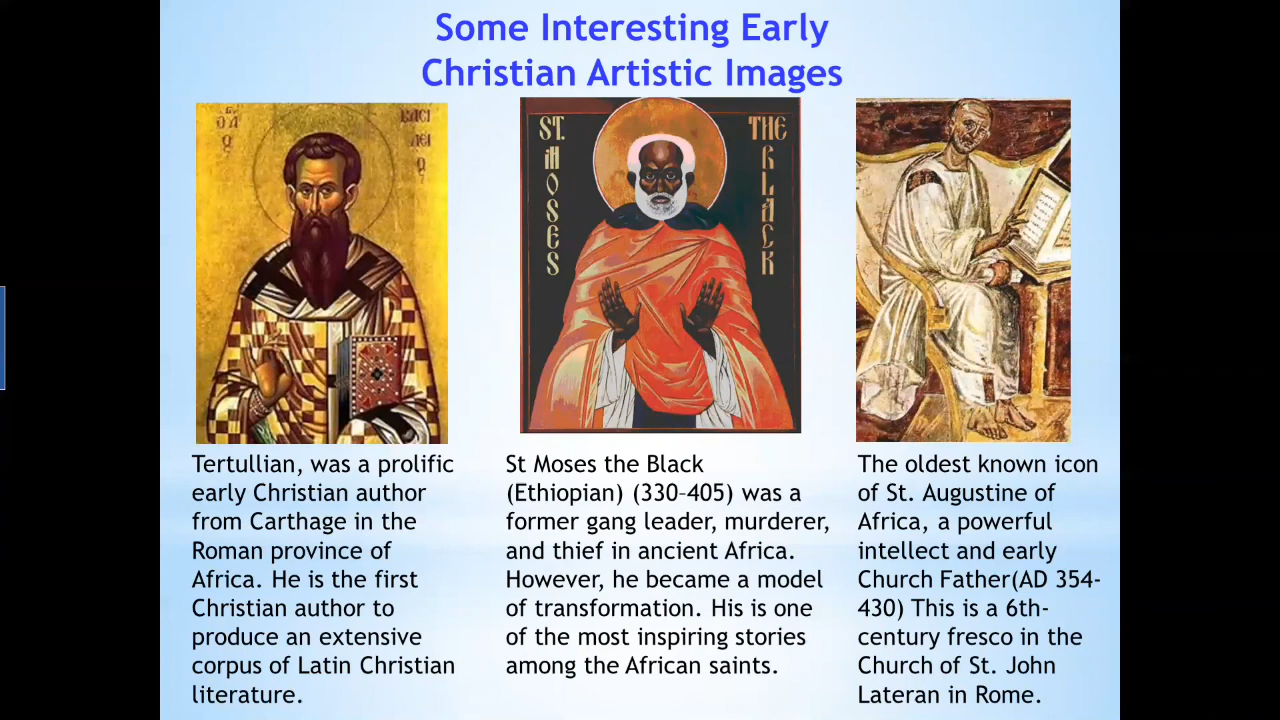 Some Interesting Early
Christian Artistic Images
Ο ΑΓΙΟΣ
ΒΑΣΙ
ΛΕΙ
Ο
Σ
ST.
MOSES
THE
BLACK
Tertullian, was a prolific
early Christian author
from Carthage in the
Roman province of
Africa. He is the first
Christian author to
produce an extensive
corpus of Latin Christian
literature.
St Moses the Black
(Ethiopian) (330–405) was a
former gang leader, murderer,
and thief in ancient Africa.
However, he became a model
of transformation. His is one
of the most inspiring stories
among the African saints.
The oldest known icon
of St. Augustine of
Africa, a powerful
intellect and early
Church Father(AD 354-
430) This is a 6th-
century fresco in the
Church of St. John
Lateran in Rome.